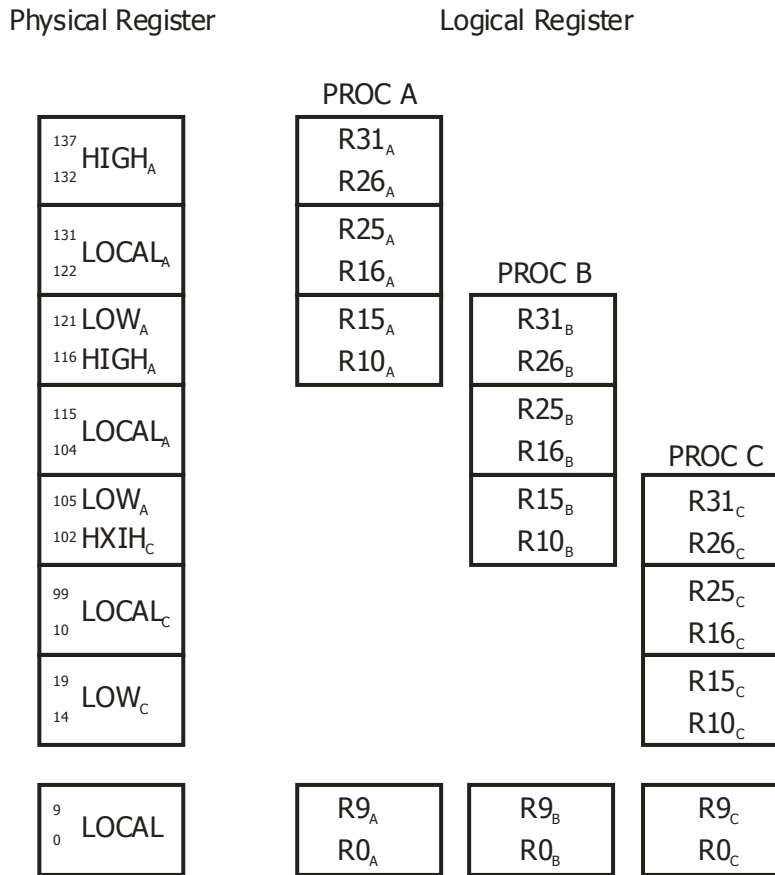 Physical Register
Logical Register
PROC A
137
HIGHA
132
R31A
R26A
131
LOCALA
122
R25A
R16A
PROC B
121 LOWA
116 HIGHA
R15A
R10A
R31B
R26B
115
LOCALA
104
R25B
R16B
PROC C
105 LOWA
102 HXIHC
R15B
R10B
R31C
R26C
99
LOCALC
10
R25C
R16C
19
LOWC
14
R15C
R10C
9
LOCAL
0
R9A
R0A
R9B
R0B
R9C
R0C